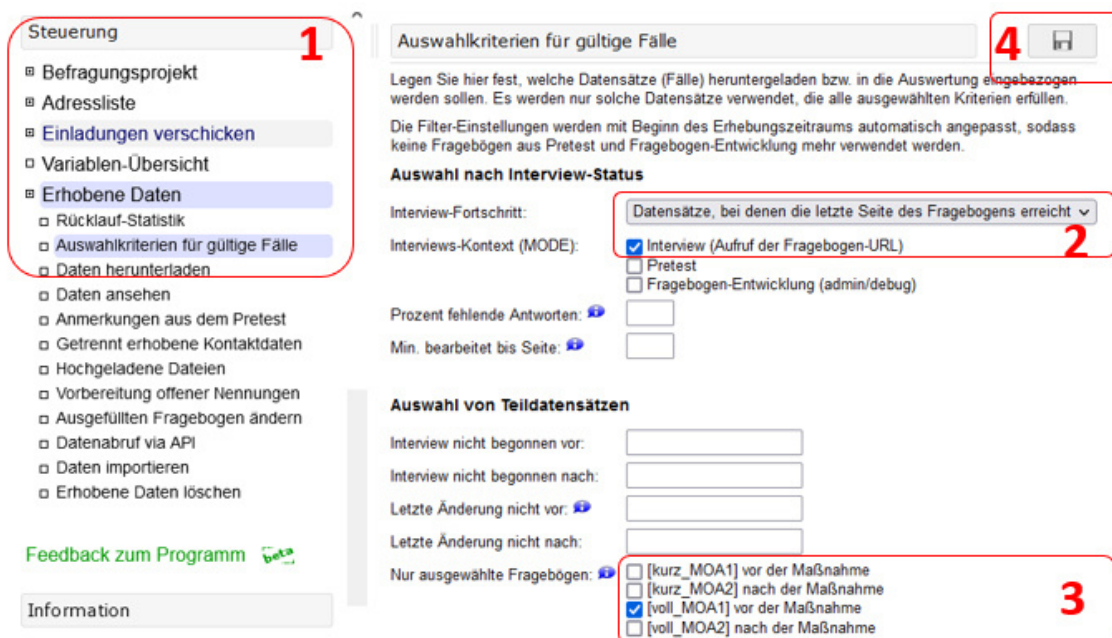 Steuerung
1
Befragungsprojekt
Adressliste
Einladungen verschicken
Variablen-Übersicht
Erhobene Daten
Rücklauf-Statistik
Auswahlkriterien für gültige Fälle
Daten herunterladen
Daten ansehen
Anmerkungen aus dem Pretest
Getrennt erhobene Kontaktdaten
Hochgeladene Dateien
Vorbereitung offener Nennungen
Ausgefüllten Fragebogen ändern
Datenabruf via API
Daten importieren
Erhobene Daten löschen
Feedback zum Programm beta
Information
Auswahlkriterien für gültige Fälle
4
Legen Sie hier fest, welche Datensätze (Fälle) heruntergeladen bzw. in die Auswertung eingebezogen
werden sollen. Es werden nur solche Datensätze verwendet, die alle ausgewählten Kriterien erfüllen.
Die Filter-Einstellungen werden mit Beginn des Erhebungszeitraums automatisch angepasst, sodass
keine Fragebögen aus Pretest und Fragebogen-Entwicklung mehr verwendet werden.
Auswahl nach Interview-Status
Interview-Fortschritt: Datensätze, bei denen die letzte Seite des Fragebogens erreicht
Interviews-Kontext (MODE): Interview (Aufruf der Fragebogen-URL)
2
Pretest
Fragebogen-Entwicklung (admin/debug)
Prozent fehlende Antworten:
Min. bearbeitet bis Seite:
Auswahl von Teildatensätzen
Interview nicht begonnen vor:
Interview nicht begonnen nach:
Letzte Änderung nicht vor:
Letzte Änderung nicht nach:
Nur ausgewählte Fragebögen: [kurz_MOA1] vor der Maßnahme
[kurz_MOA2] nach der Maßnahme
[voll_MOA1] vor der Maßnahme
[voll_MOA2] nach der Maßnahme
3